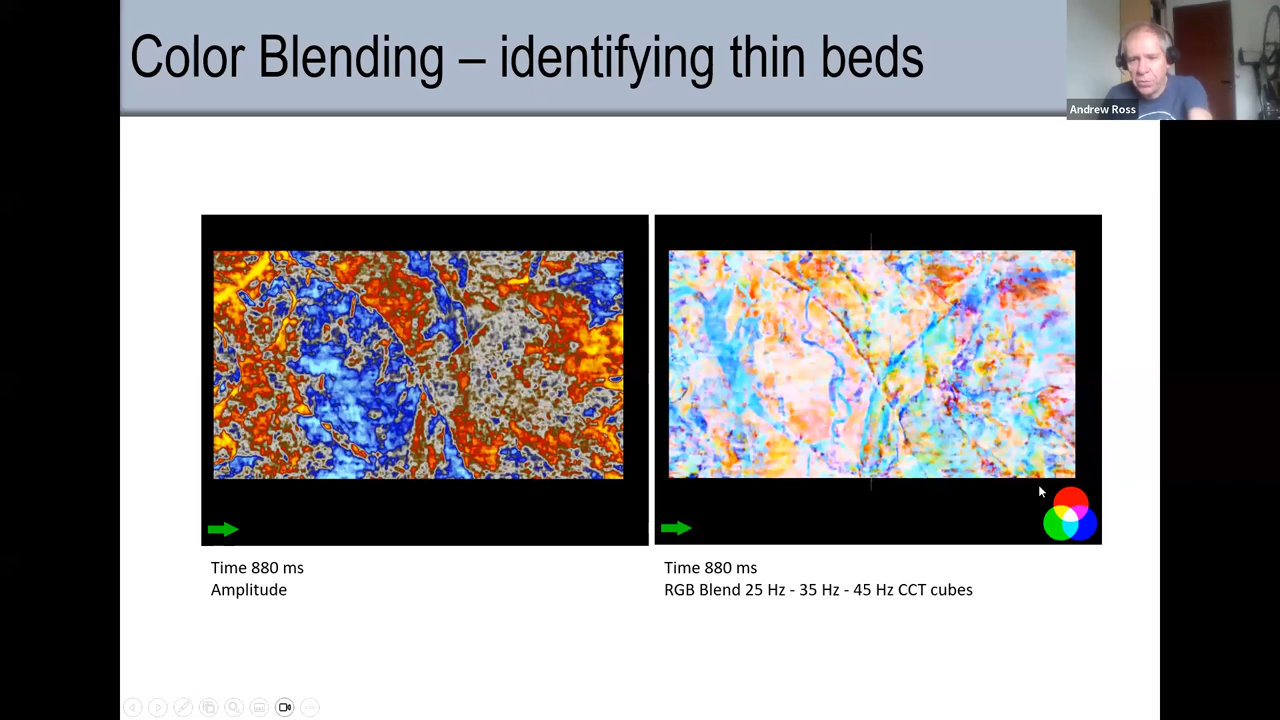 Color Blending – identifying thin beds
Andrew Ross
Time 880 ms
Amplitude
Time 880 ms
RGB Blend 25 Hz - 35 Hz - 45 Hz CCT cubes